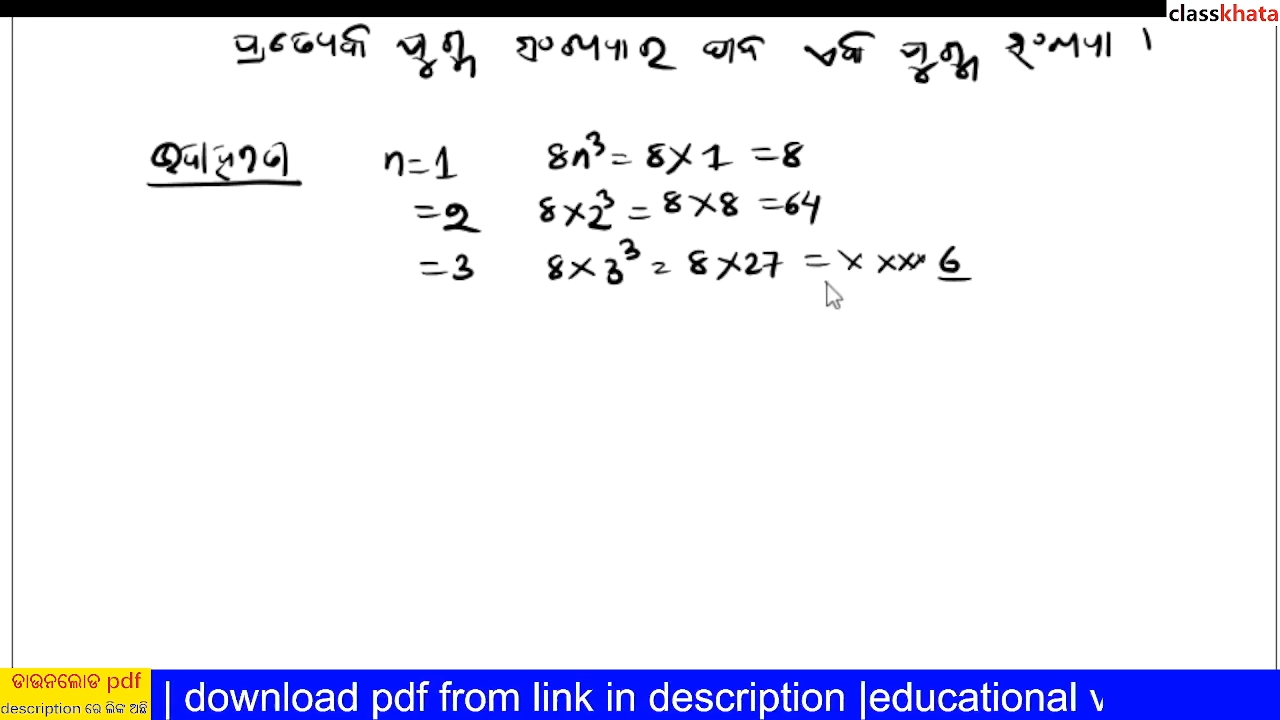 classkhata
ପ୍ରତ୍ୟେକ ଯୁଗ୍ମ ସଂଖ୍ୟାର ଘନ ଏକ ଯୁଗ୍ମ ସଂଖ୍ୟା ।
ଉଦାହରଣ n=1 8n³ = 8×1 =8
=2 8×2³ = 8×8 =64
=3 8×3³ = 8×27 =× ××× 6
ଡାଉନଲୋଡ pdf
description ରେ ଲିଙ୍କ ଅଛି
| download pdf from link in description |educational v